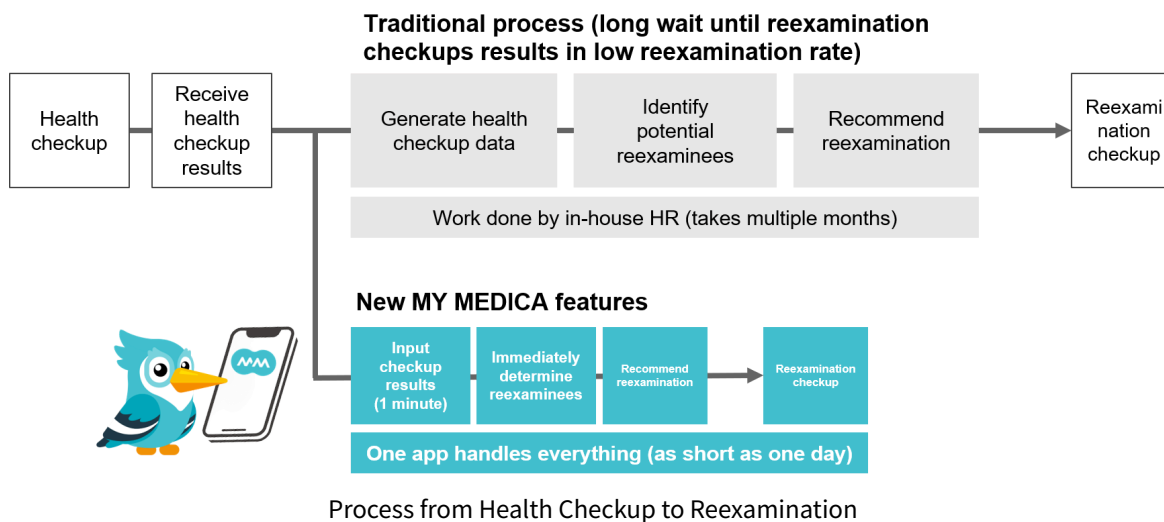 Traditional process (long wait until reexamination
checkups results in low reexamination rate)
Health
checkup
Receive
health
checkup
results
Generate health
checkup data
Identify
potential
reexaminees
Recommend
reexamination
Reexami
nation
checkup
Work done by in-house HR (takes multiple months)
New MY MEDICA features
MM
Input
checkup
results
(1 minute)
Immediately
determine
reexaminees
Recommend
reexamination
Reexamination
checkup
One app handles everything (as short as one day)
Process from Health Checkup to Reexamination